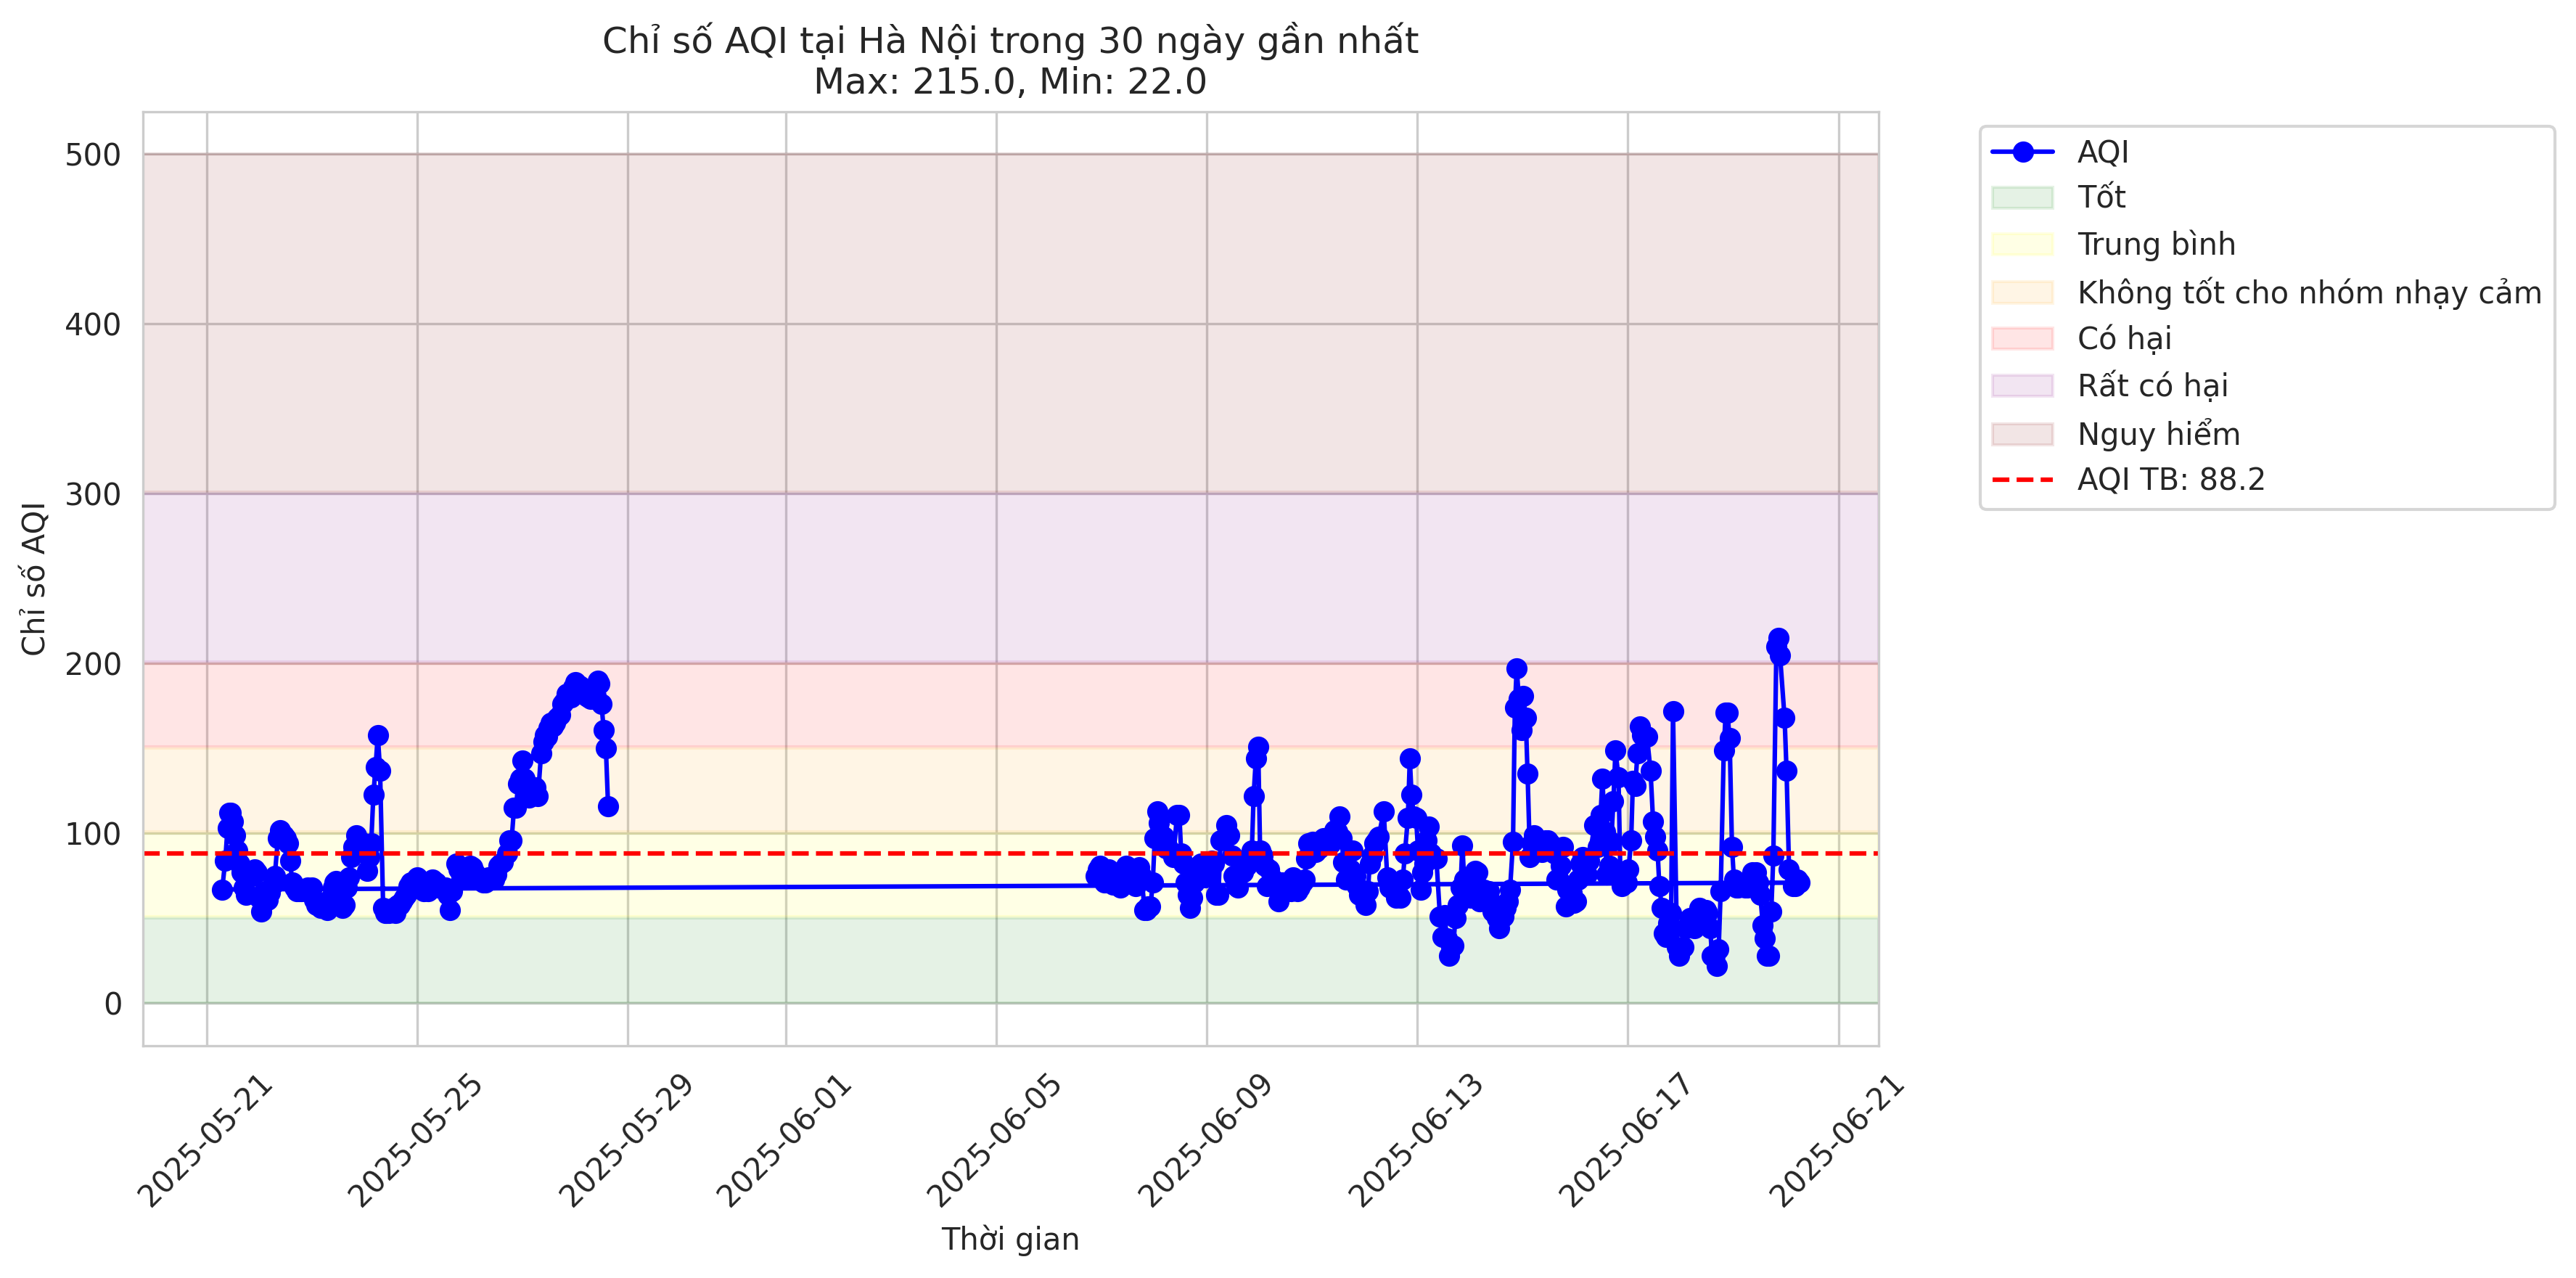 Chỉ số AQI tại Hà Nội trong 30 ngày gần nhất
Max: 215.0, Min: 22.0
Chỉ số AQI
500
400
300
200
100
0
2025-05-21
2025-05-25
2025-05-29
2025-06-01
2025-06-05
2025-06-09
2025-06-13
2025-06-17
2025-06-21
Thời gian
AQI
Tốt
Trung bình
Không tốt cho nhóm nhạy cảm
Có hại
Rất có hại
Nguy hiểm
AQI TB: 88.2